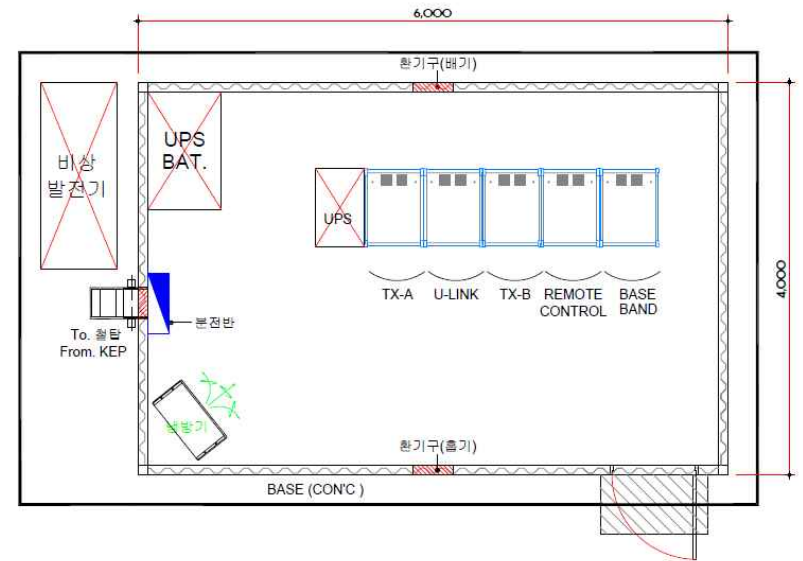 6,000
환기구(배기)
비상
발전기
UPS
BAT.
UPS
4,000
TX-A
U-LINK
TX-B
REMOTE
CONTROL
BASE
BAND
분전반
To. 철탑
From. KEP
냉방기
환기구(흡기)
BASE (CON'C )